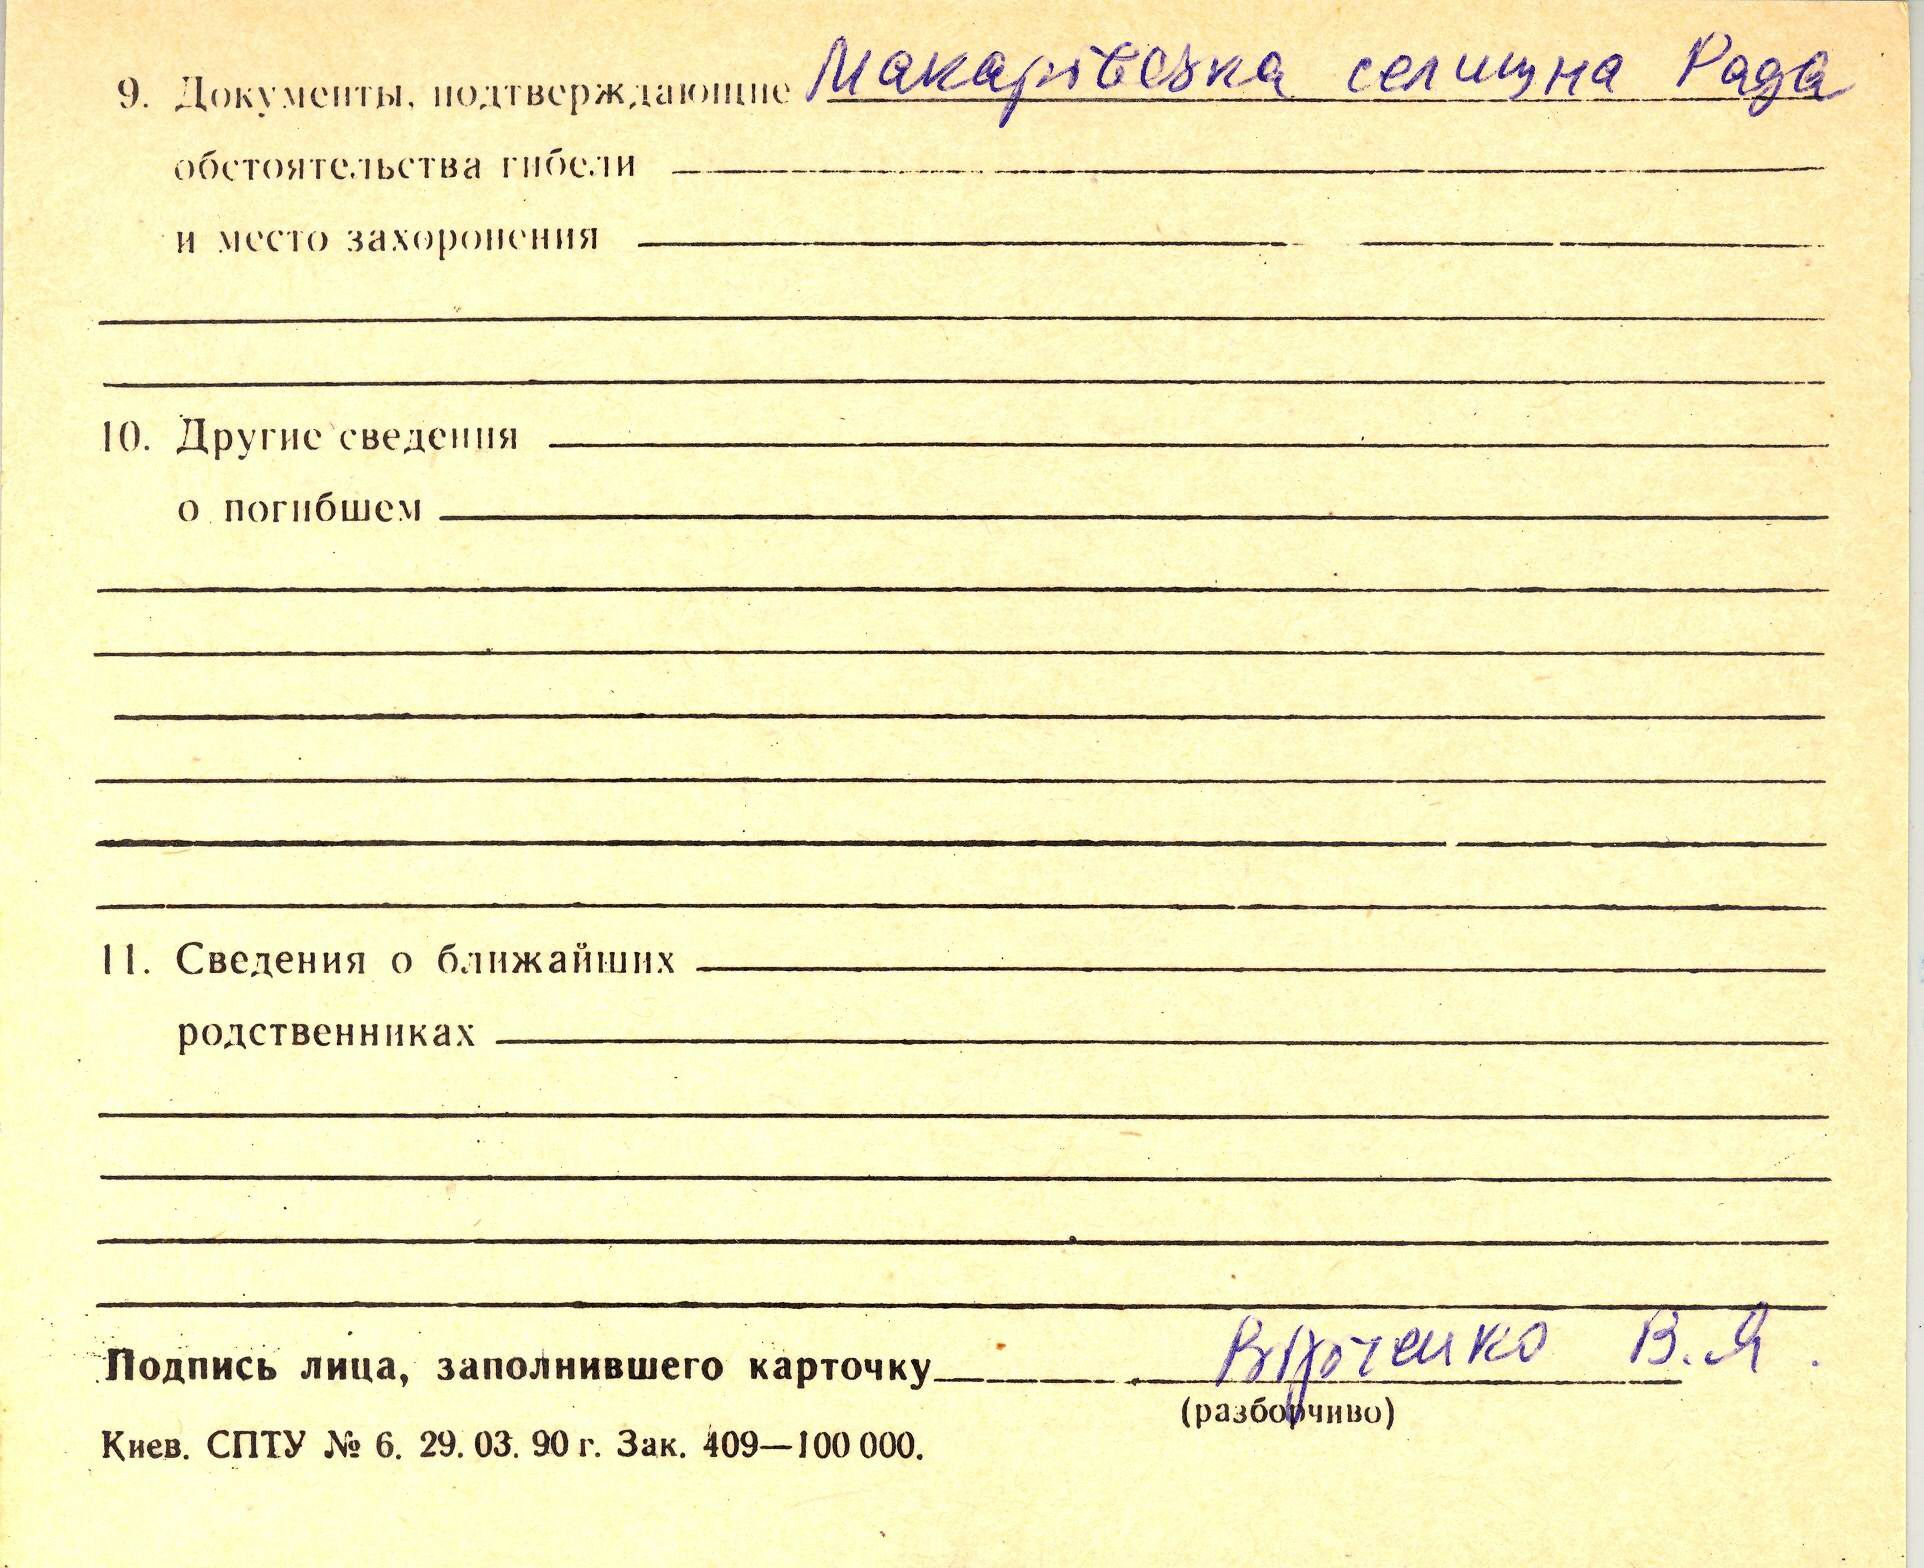 9. Документы, подтверждающие Макарівська селищна Рада
обстоятельства гибели
и место захоронения
10. Другие сведения
о погибшем
11. Сведения о ближайших
родственниках
Подпись лица, заполнившего карточку В.Я.
(разборчиво)
Киев. СПТУ № 6. 29. 03. 90 г. Зак. 409—100 000.